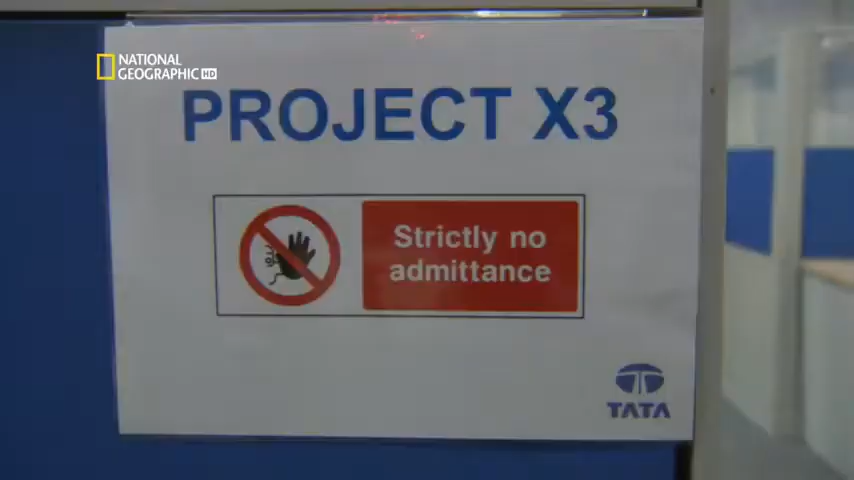 NATIONAL
GEOGRAPHIC HD
PROJECT X3
Strictly no
admittance
TATA